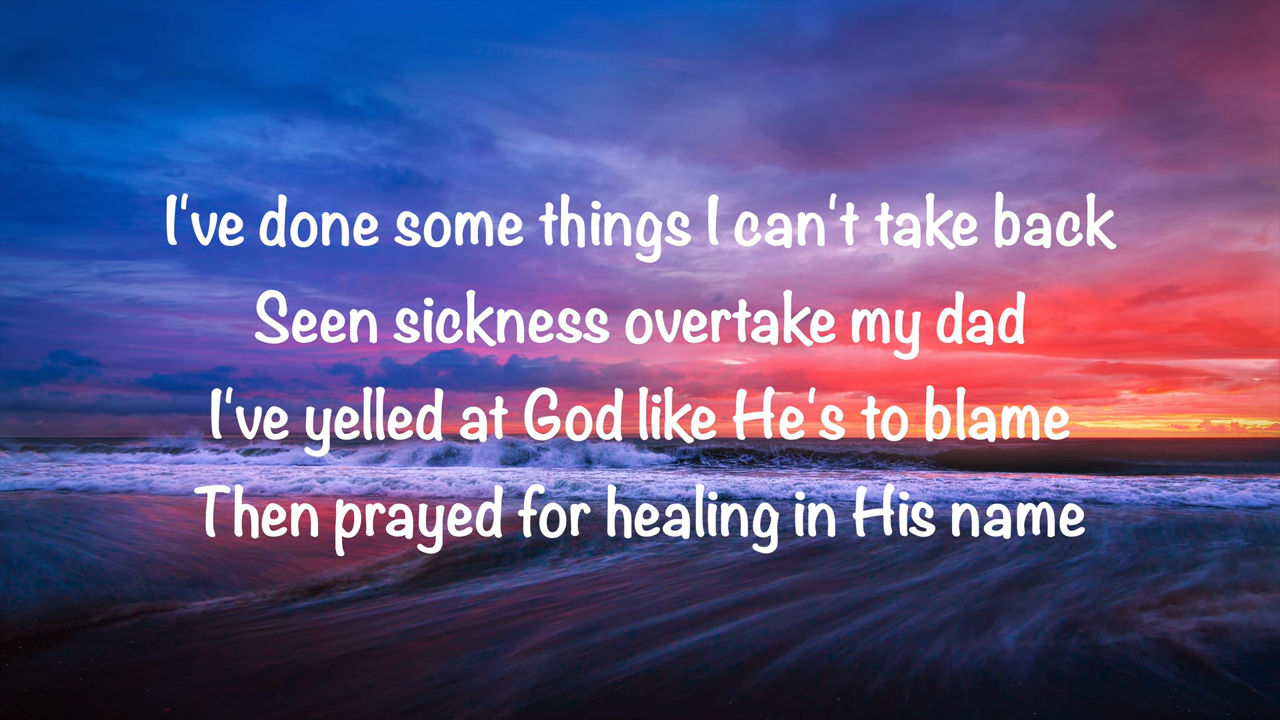 I've done some things I can't take back
Seen sickness overtake my dad
I've yelled at God like He's to blame
Then prayed for healing in His name